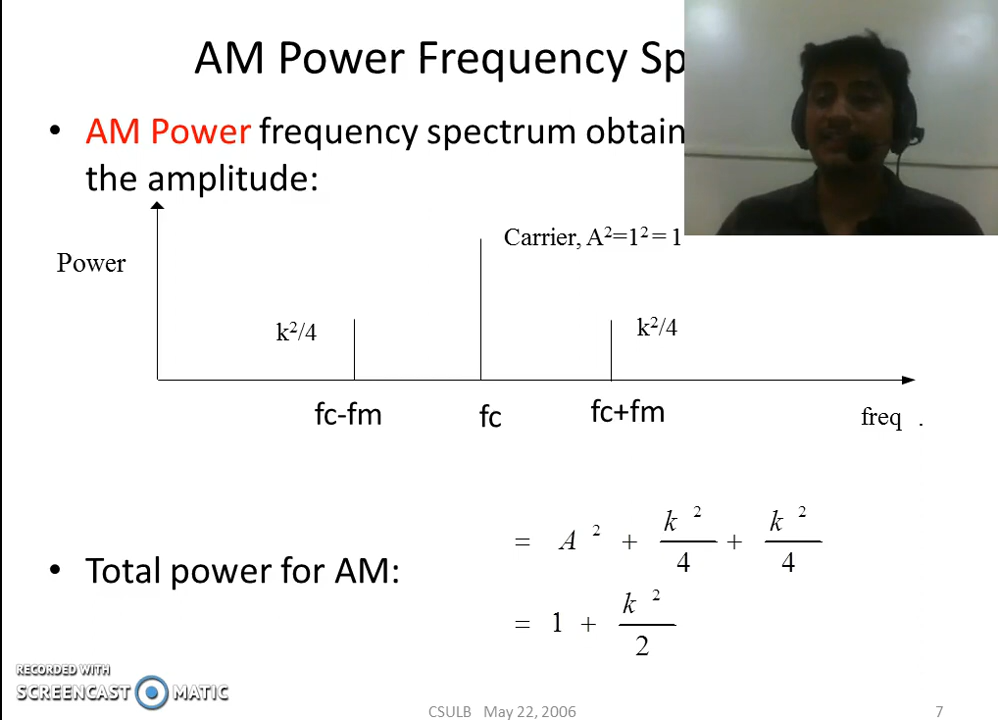 AM Power Frequency Sp
• AM Power frequency spectrum obtain
the amplitude:
Carrier, A²=1²= 1
Power
k²/4
k²/4
fc-fm
fc
fc+fm
freq .
• Total power for AM:
= A ² + k ² / 4 + k ² / 4
= 1 + k ² / 2
RECORDED WITH
SCREENCAST MATIC
CSULB May 22, 2006
7